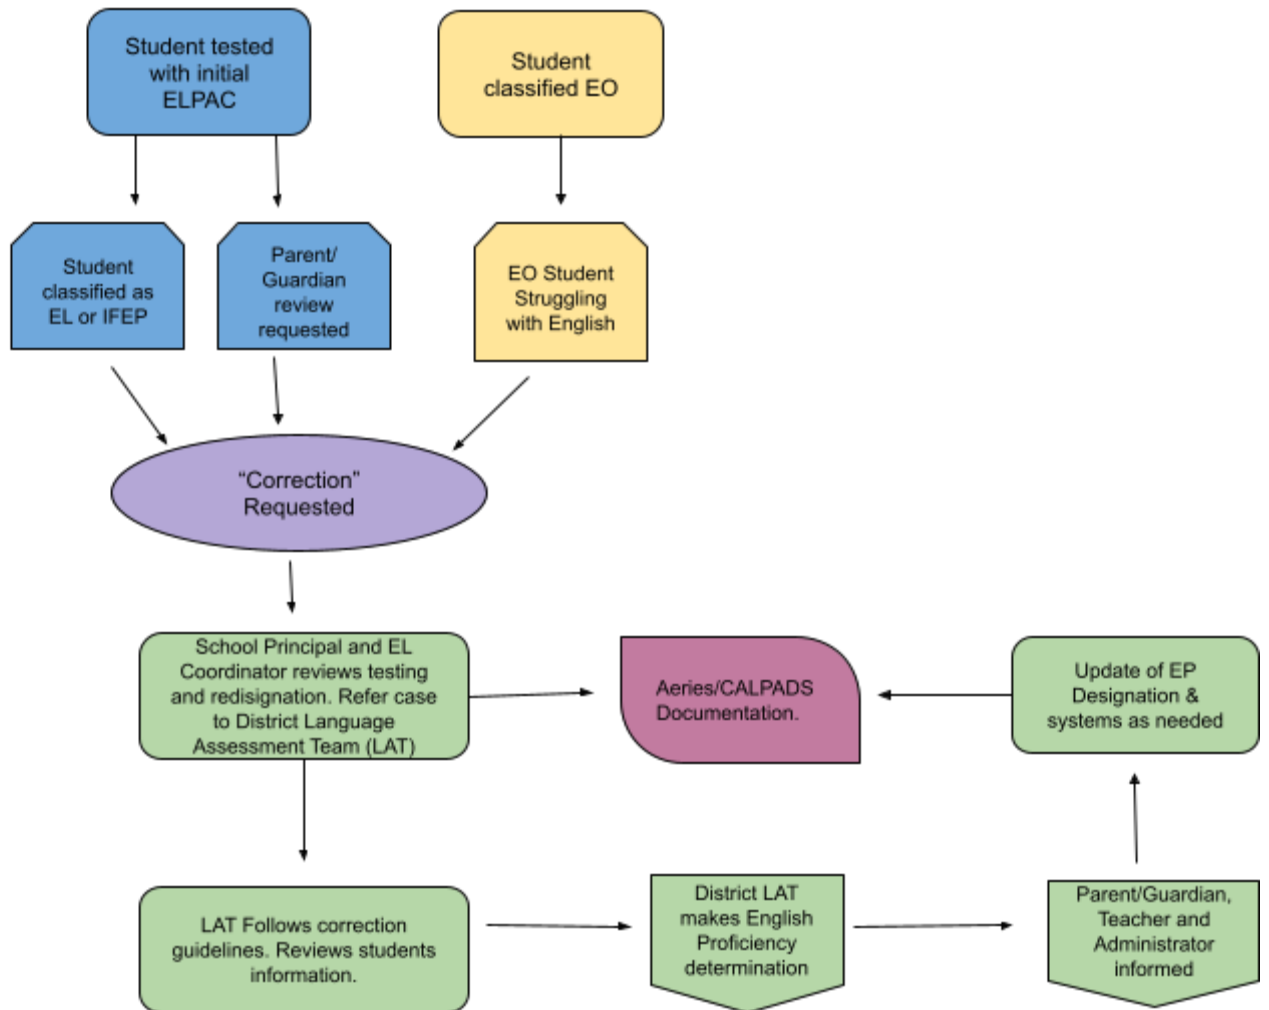 Student tested
with initial
ELPAC
Student
classified EO
Student
classified as
EL or IFEP
Parent/
Guardian
review
requested
EO Student
Struggling
with English
“Correction”
Requested
School Principal and EL
Coordinator reviews testing
and redisignation. Refer case
to District Language
Assessment Team (LAT)
Aeries/CALPADS
Documentation.
Update of EP
Designation &
systems as needed
LAT Follows correction
guidelines. Reviews students
information.
District LAT
makes English
Proficiency
determination
Parent/Guardian,
Teacher and
Administrator
informed